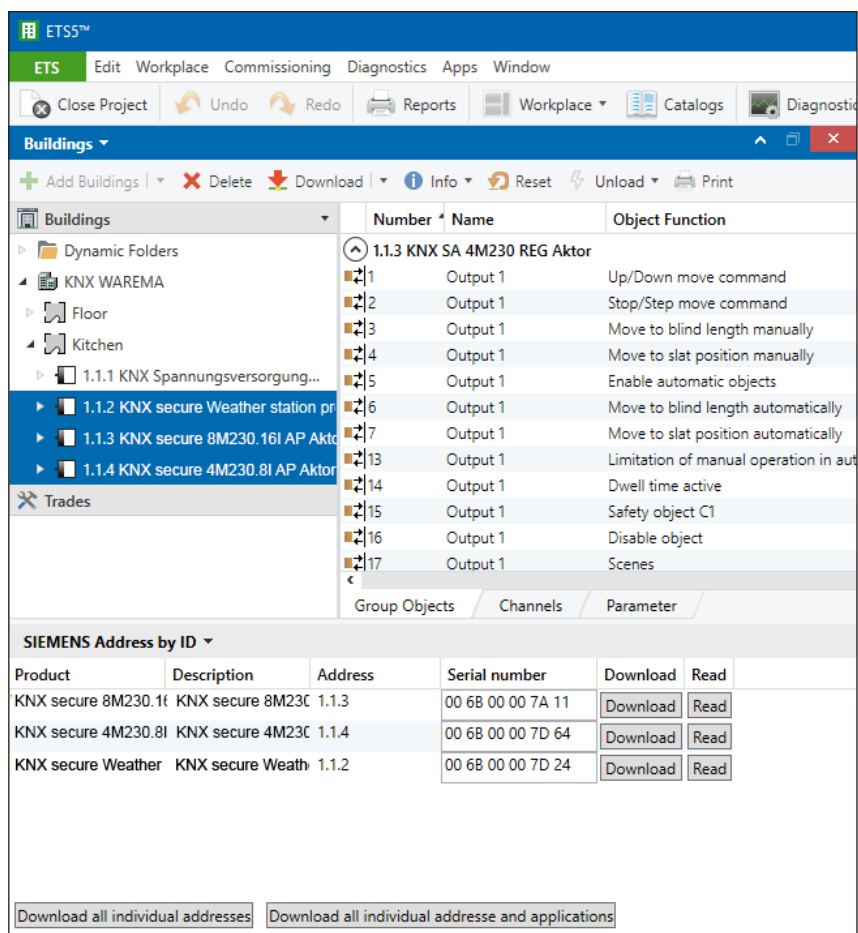 ETS5™
ETS Edit Workplace Commissioning Diagnostics Apps Window
Close Project Undo Redo Reports Workplace Catalogs Diagnostic
Buildings
Add Buildings Delete Download Info Reset Unload Print
Buildings
Dynamic Folders
KNX WAREMA
Floor
Kitchen
1.1.1 KNX Spannungsversorgung...
1.1.2 KNX secure Weather station pr
1.1.3 KNX secure 8M230.16I AP Akto
1.1.4 KNX secure 4M230.8I AP Aktor
Trades
Number Name Object Function
1.1.3 KNX SA 4M230 REG Aktor
1 Output 1 Up/Down move command
2 Output 1 Stop/Step move command
3 Output 1 Move to blind length manually
4 Output 1 Move to slat position manually
5 Output 1 Enable automatic objects
6 Output 1 Move to blind length automatically
7 Output 1 Move to slat position automatically
13 Output 1 Limitation of manual operation in aut
14 Output 1 Dwell time active
15 Output 1 Safety object C1
16 Output 1 Disable object
17 Output 1 Scenes
Group Objects Channels Parameter
SIEMENS Address by ID
Product Description Address Serial number Download Read
KNX secure 8M230.16 KNX secure 8M230 1.1.3 00 6B 00 00 7A 11 Download Read
KNX secure 4M230.8I KNX secure 4M230 1.1.4 00 6B 00 00 7D 64 Download Read
KNX secure Weather KNX secure Weath 1.1.2 00 6B 00 00 7D 24 Download Read
Download all individual addresses Download all individual addresse and applications